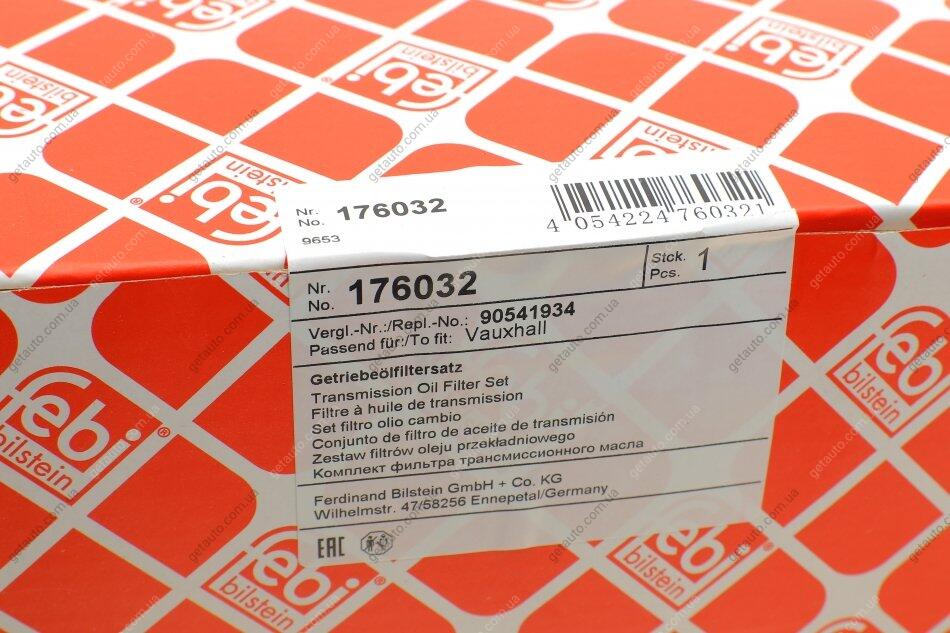 febi
bilstein
Nr.
No. 176032
9653
4 054224 760321
Nr.
No. 176032
Stck.
Pcs. 1
Vergl.-Nr.:/Repl.-No.: 90541934
Passend für:/To fit: Vauxhall
Getriebeölfiltersatz
Transmission Oil Filter Set
Filtre à huile de transmission
Set filtro olio cambio
Conjunto de filtro de aceite de transmisión
Zestaw filtrów oleju przekładniowego
Комплект фильтра трансмиссионного масла
Ferdinand Bilstein GmbH + Co. KG
Wilhelmstr. 47/58256 Ennepetal/Germany
EAC
getauto.com.ua